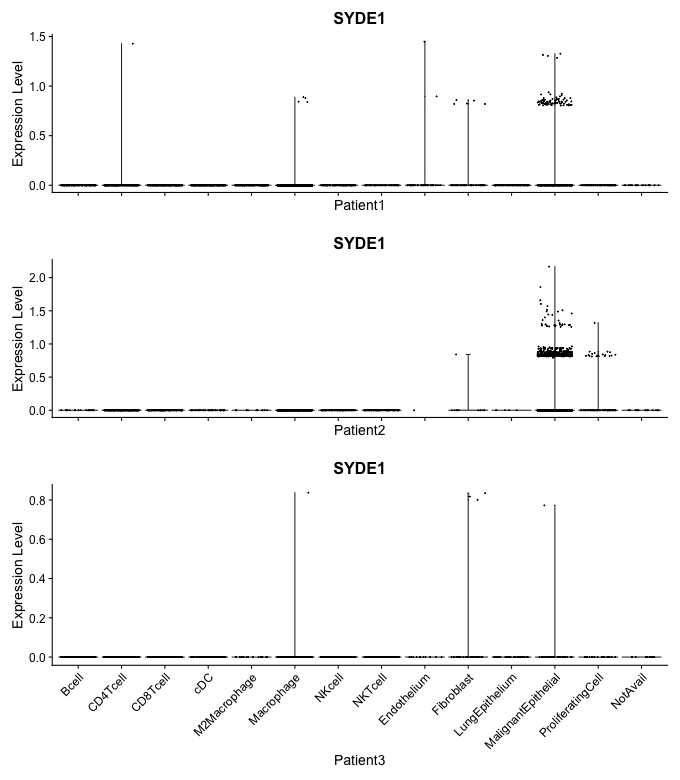 SYDE1
Expression Level
1.5
1.0
0.5
0.0
Patient1
SYDE1
Expression Level
2.0
1.5
1.0
0.5
0.0
Patient2
SYDE1
Expression Level
0.8
0.6
0.4
0.2
0.0
Bcell
CD4Tcell
CD8Tcell
cDC
M2Macrophage
Macrophage
NKcell
NKTcell
Endothelium
Fibroblast
LungEpithelium
MalignantEpithelial
ProliferatingCell
NotAvail
Patient3